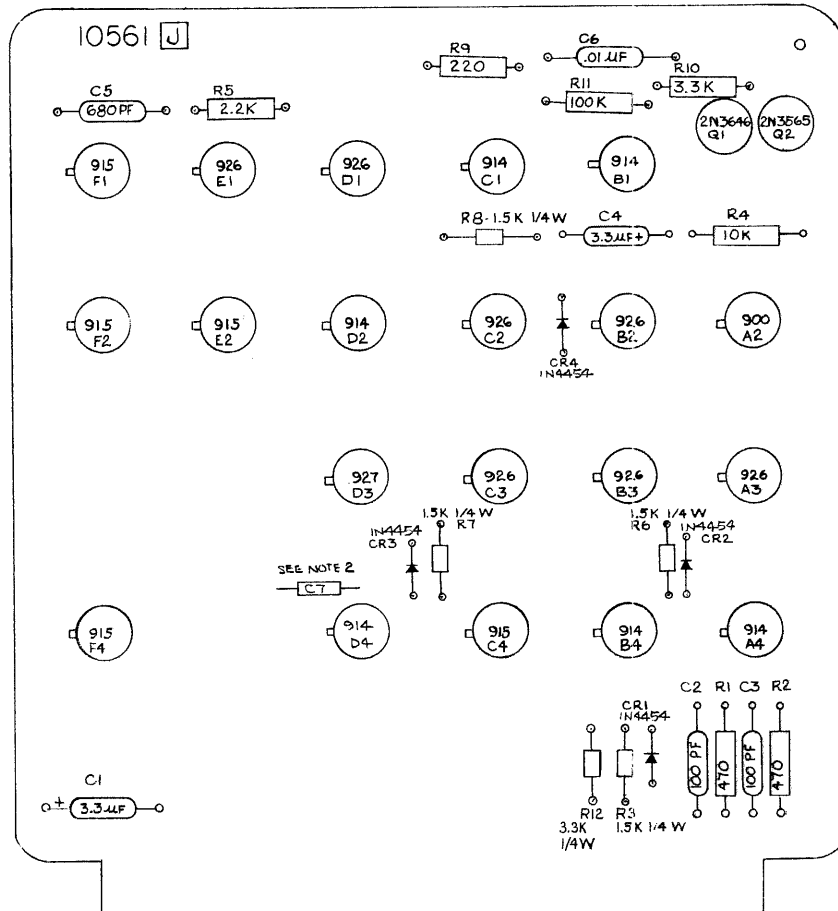 10561 J
C5
680 PF
R5
2.2K
R9
220
C6
.01 µF
R11
100K
R10
3.3K
2N3646
Q1
2N3565
Q2
915
F1
926
E1
926
D1
914
C1
914
B1
R8-1.5K 1/4W
C4
3.3µF+
R4
10K
915
F2
915
E2
914
D2
926
C2
CR4
1N4454
926
B2
900
A2
927
D3
926
C3
926
B3
926
A3
1N4454
CR3
1.5K 1/4W
R7
1.5K 1/4W
R6
1N4454
CR2
SEE NOTE 2
C7
915
F4
914
D4
915
C4
914
B4
914
A4
C1
+ 3.3µF
R12
3.3K
1/4W
R3
1.5K 1/4W
CR1
1N4454
C2
100 PF
R1
470
C3
100 PF
R2
470